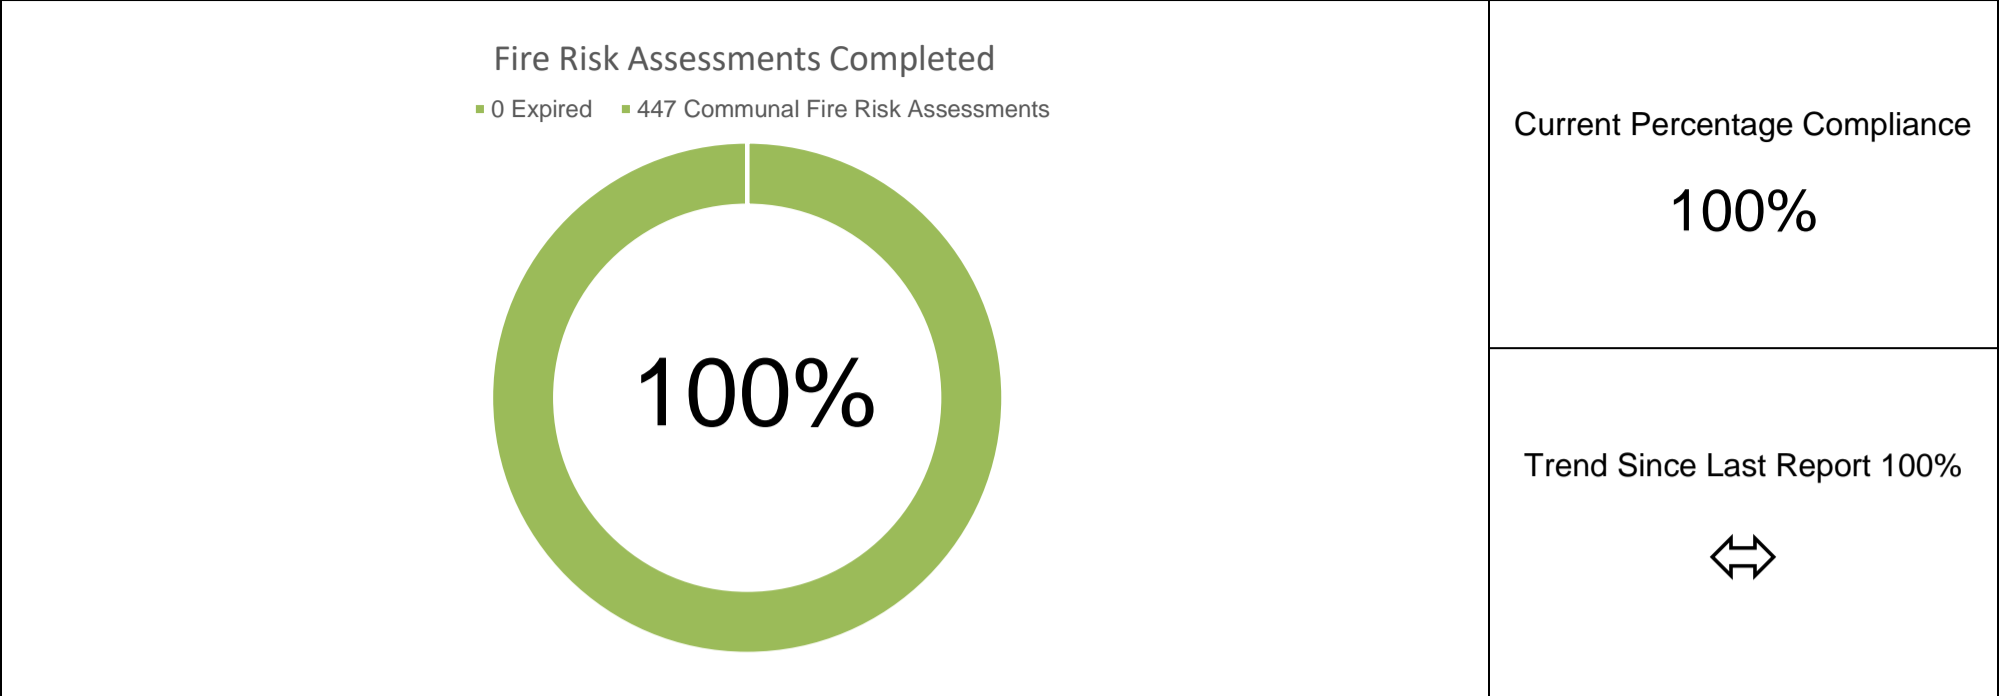 Fire Risk Assessments Completed
0 Expired 447 Communal Fire Risk Assessments
100%
Current Percentage Compliance
100%
Trend Since Last Report 100%